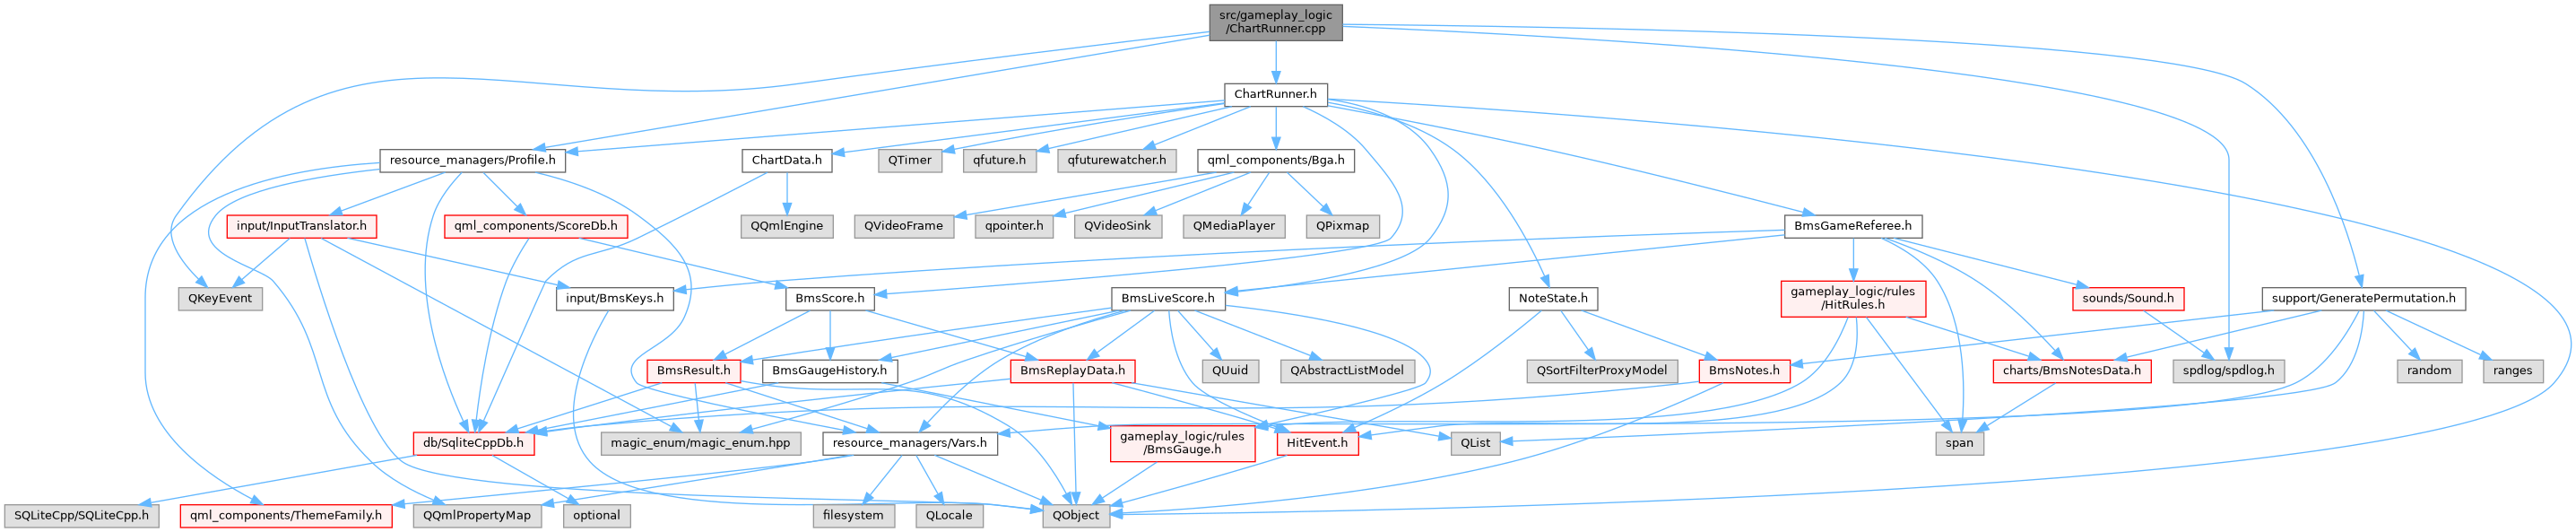 src/gameplay_logic
/ChartRunner.cpp
ChartRunner.h
resource_managers/Profile.h
ChartData.h
QTimer
qfuture.h
qfuturewatcher.h
qml_components/Bga.h
input/InputTranslator.h
qml_components/ScoreDb.h
QQmlEngine
QVideoFrame
qpointer.h
QVideoSink
QMediaPlayer
QPixmap
BmsGameReferee.h
QKeyEvent
input/BmsKeys.h
BmsScore.h
BmsLiveScore.h
NoteState.h
gameplay_logic/rules
/HitRules.h
sounds/Sound.h
support/GeneratePermutation.h
BmsResult.h
BmsGaugeHistory.h
BmsReplayData.h
QUuid
QAbstractListModel
QSortFilterProxyModel
BmsNotes.h
charts/BmsNotesData.h
spdlog/spdlog.h
random
ranges
db/SqliteCppDb.h
magic_enum/magic_enum.hpp
resource_managers/Vars.h
gameplay_logic/rules
/BmsGauge.h
HitEvent.h
QList
span
SQLiteCpp/SQLiteCpp.h
qml_components/ThemeFamily.h
QQmlPropertyMap
optional
filesystem
QLocale
QObject